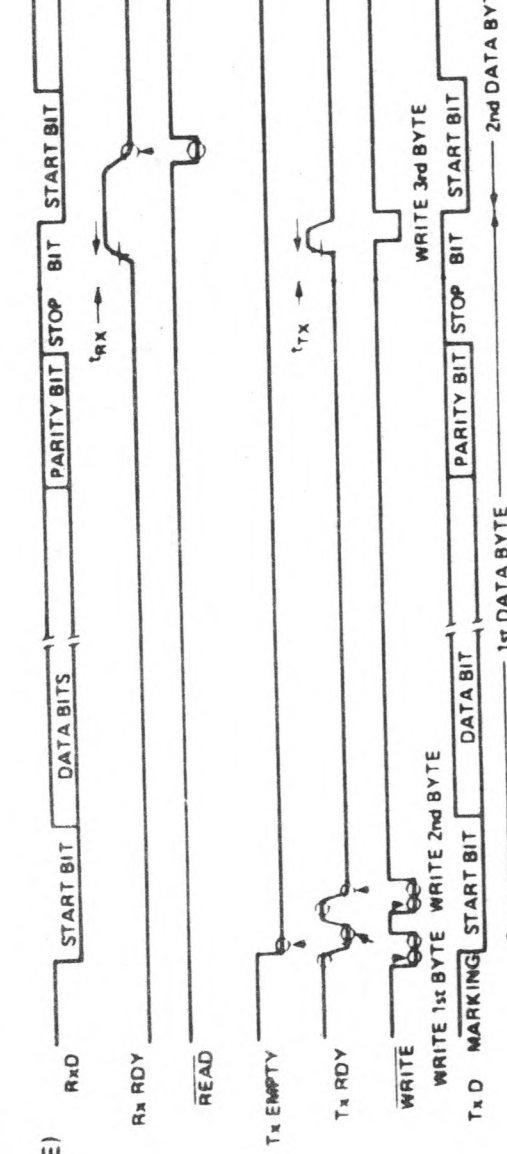 E)
RxD
START BIT
DATA BITS
PARITY BIT
STOP BIT
START BIT
Rx RDY
tRX
READ
Tx EMPTY
Tx RDY
tTX
WRITE
WRITE 1st BYTE
WRITE 2nd BYTE
WRITE 3rd BYTE
TxD
MARKING
START BIT
DATA BIT
PARITY BIT
STOP BIT
START BIT
1st DATA BYTE
2nd DATA BY